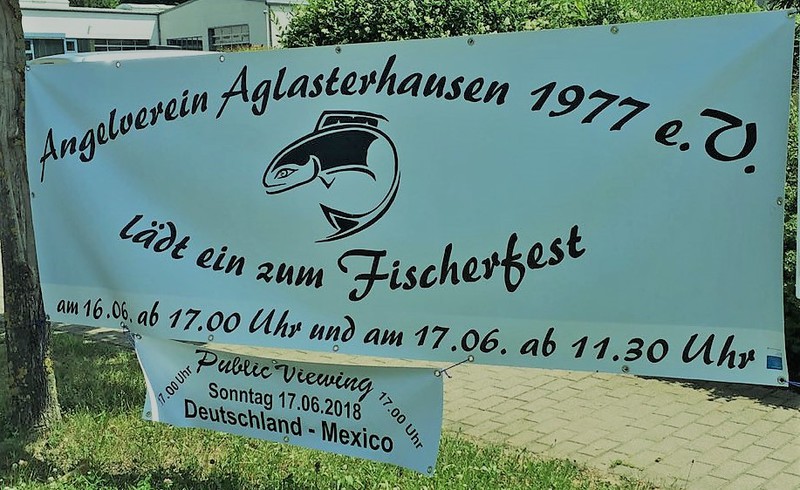 Angelverein Aglasterhausen 1977 e.V.
lädt ein zum Fischerfest
am 16.06. ab 17.00 Uhr und am 17.06. ab 11.30 Uhr
17.00 Uhr Public Viewing 17.00 Uhr
Sonntag 17.06.2018
Deutschland - Mexico